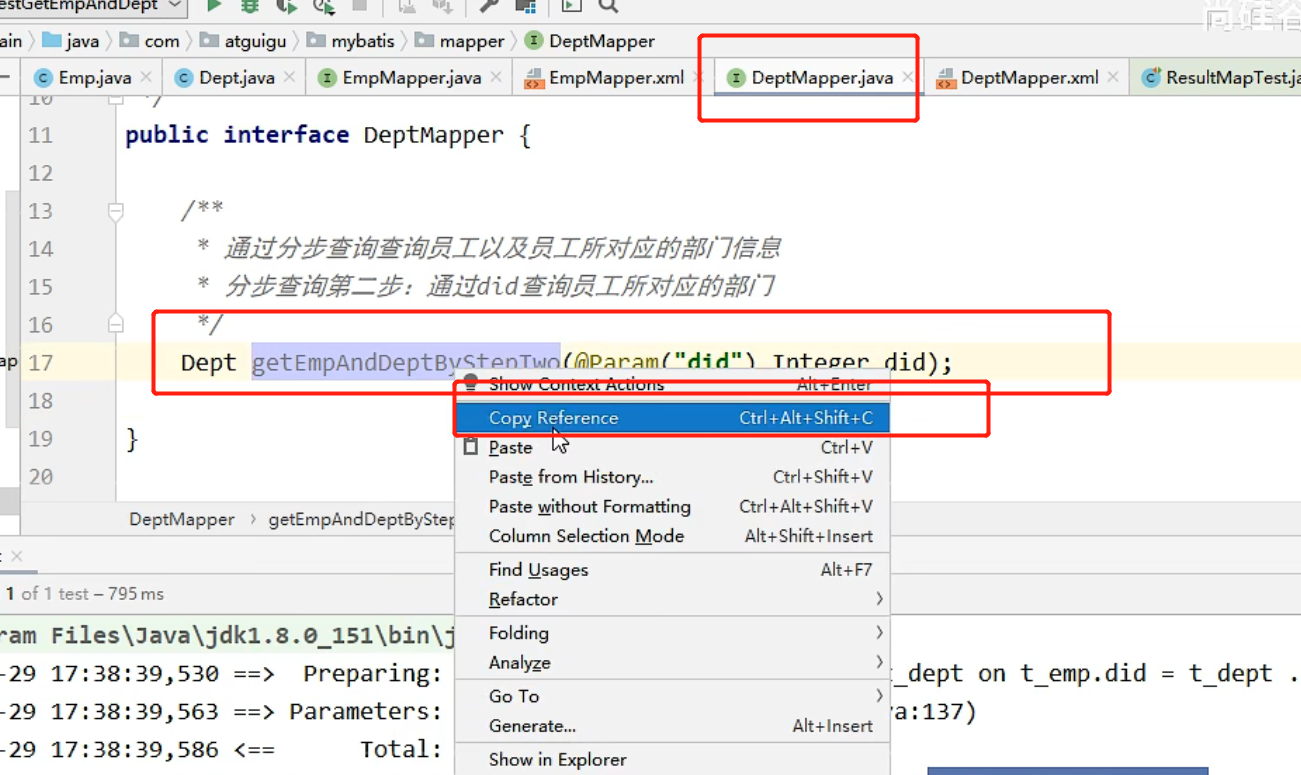 estGetEmpAndDept
ain java com atguigu mybatis mapper DeptMapper
Emp.java Dept.java EmpMapper.java EmpMapper.xml DeptMapper.java DeptMapper.xml ResultMapTest.ja
10 */
11 public interface DeptMapper {
12
13 /**
14 * 通过分步查询查询员工以及员工所对应的部门信息
15 * 分步查询第二步：通过did查询员工所对应的部门
16 */
17 Dept getEmpAndDeptByStepTwo(@Param("did") Integer did);
18
19 }
20
Show Context Actions Alt+Enter
Copy Reference Ctrl+Alt+Shift+C
Paste Ctrl+V
Paste from History... Ctrl+Shift+V
Paste without Formatting Ctrl+Alt+Shift+V
Column Selection Mode Alt+Shift+Insert
Find Usages Alt+F7
Refactor
Folding
Analyze
Go To
Generate... Alt+Insert
Show in Explorer
DeptMapper getEmpAndDeptBySte
1 of 1 test – 795 ms
ram Files\Java\jdk1.8.0_151\bin\j
-29 17:38:39,530 ==> Preparing: t_dept on t_emp.did = t_dept .
-29 17:38:39,563 ==> Parameters: a:137)
-29 17:38:39,586 <== Total: